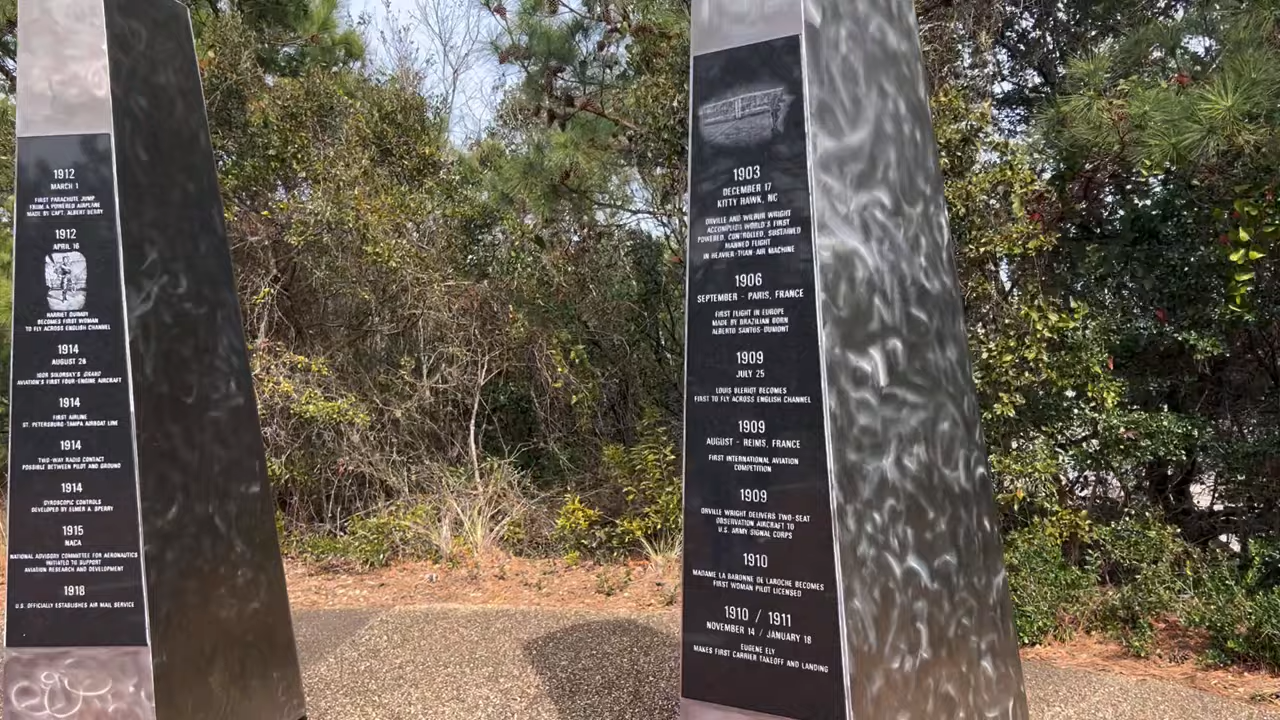 1912
MARCH 1
FIRST PARACHUTE JUMP
FROM A POWERED AIRPLANE
MADE BY CAPT. ALBERT BERRY
1912
APRIL 16
HARRIET QUIMBY
BECOMES FIRST WOMAN
TO FLY ACROSS ENGLISH CHANNEL
1914
AUGUST 26
IGOR SIKORSKY'S GRAND
AVIATION'S FIRST FOUR-ENGINE AIRCRAFT
1914
FIRST AIRLINE
ST. PETERSBURG-TAMPA AIRBOAT LINE
1914
TWO-WAY RADIO CONTACT
POSSIBLE BETWEEN PILOT AND GROUND
1914
GYROSCOPIC CONTROLS
DEVELOPED BY ELMER A. SPERRY
1915
NACA
NATIONAL ADVISORY COMMITTEE FOR AERONAUTICS
INITIATED TO SUPPORT
AVIATION RESEARCH AND DEVELOPMENT
1918
U.S. OFFICIALLY ESTABLISHES AIR MAIL SERVICE
1903
DECEMBER 17
KITTY HAWK, NC
ORVILLE AND WILBUR WRIGHT
ACCOMPLISH WORLD'S FIRST
POWERED, CONTROLLED, SUSTAINED
MANNED FLIGHT
IN HEAVIER-THAN-AIR MACHINE
1906
SEPTEMBER - PARIS, FRANCE
FIRST FLIGHT IN EUROPE
MADE BY BRAZILIAN BORN
ALBERTO SANTOS-DUMONT
1909
JULY 25
LOUIS BLERIOT BECOMES
FIRST TO FLY ACROSS ENGLISH CHANNEL
1909
AUGUST - REIMS, FRANCE
FIRST INTERNATIONAL AVIATION
COMPETITION
1909
ORVILLE WRIGHT DELIVERS TWO-SEAT
OBSERVATION AIRCRAFT TO
U.S. ARMY SIGNAL CORPS
1910
MADAME LA BARONNE DE LAROCHE BECOMES
FIRST WOMAN PILOT LICENSED
1910 / 1911
NOVEMBER 14 / JANUARY 18
EUGENE ELY
MAKES FIRST CARRIER TAKEOFF AND LANDING